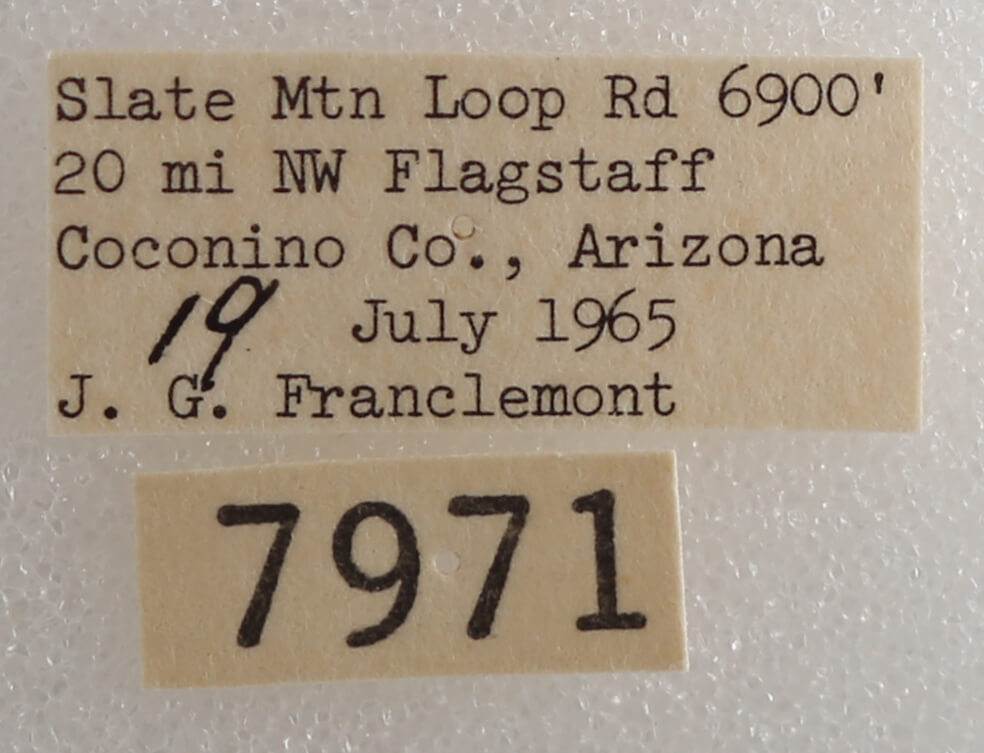 Slate Mtn Loop Rd 6900'
20 mi NW Flagstaff
Coconino Co., Arizona
19 July 1965
J. G. Franclemont
7971